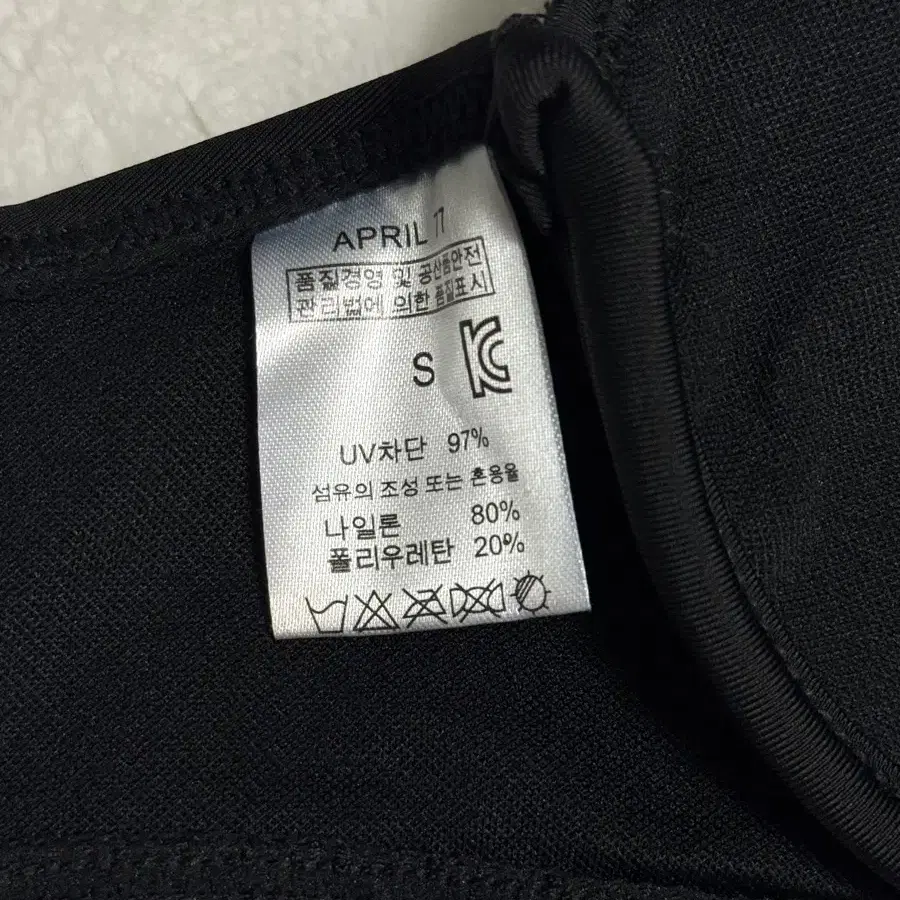 APRIL 17
품질경영 및 공산품안전
관리법에 의한 품질표시
S
UV차단 97%
섬유의 조성 또는 혼용율
나일론 80%
폴리우레탄 20%